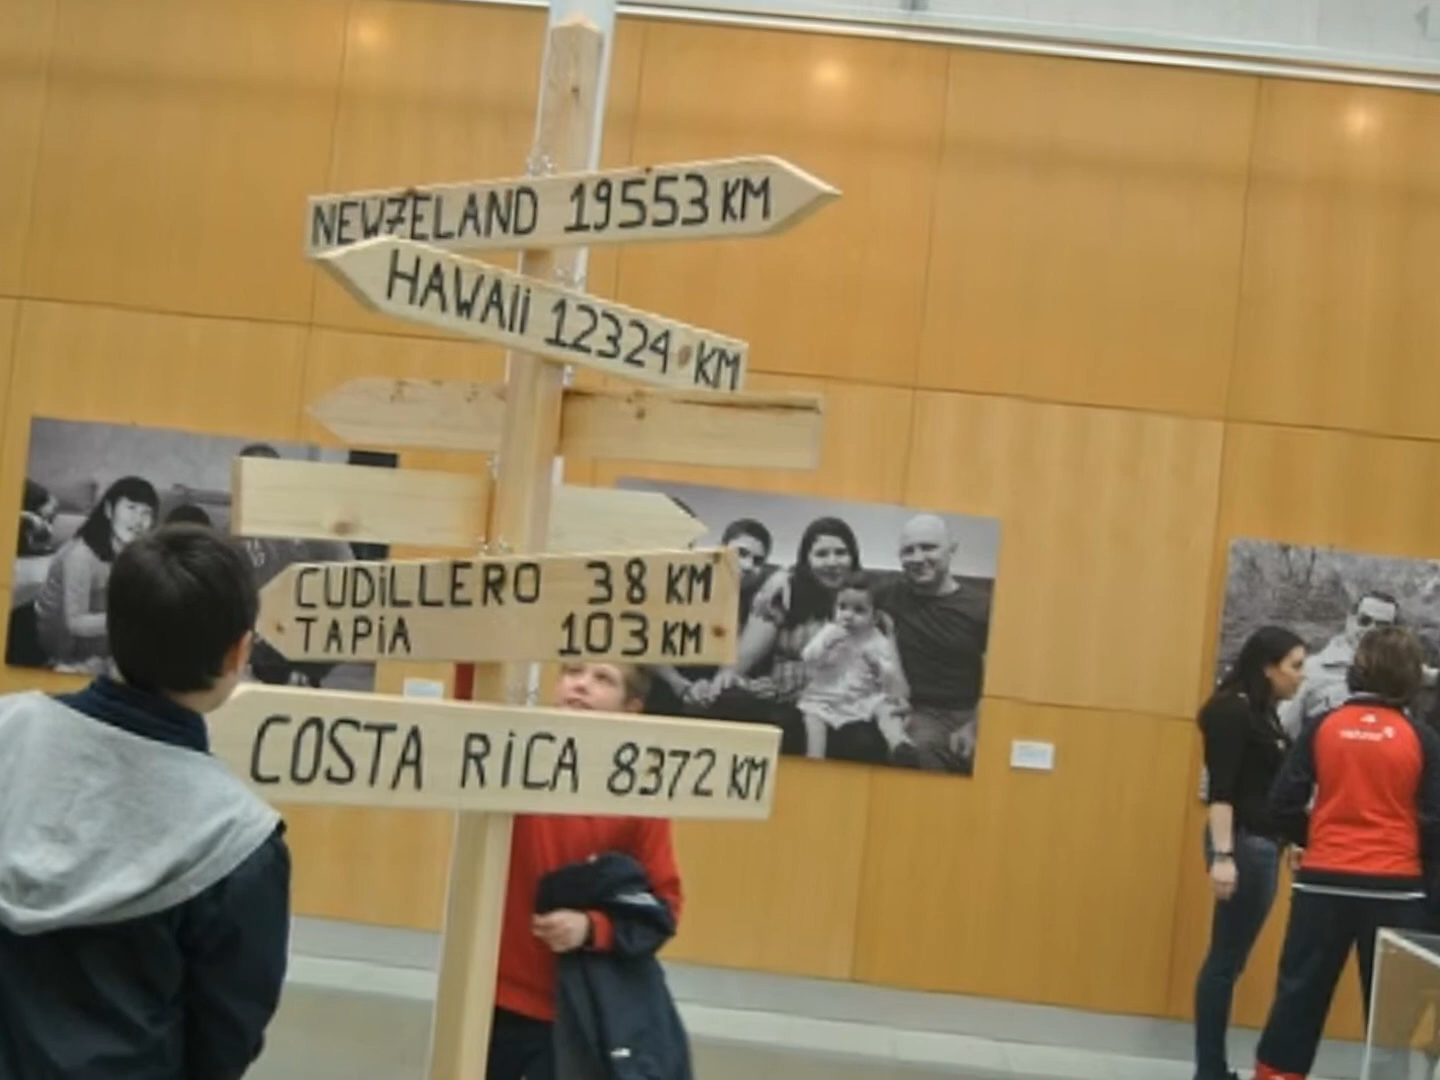 NEWZELAND 19553 KM
HAWAii 12324 KM
CUDiLLERO 38 KM
TAPiA 103 KM
COSTA RiCA 8372 KM